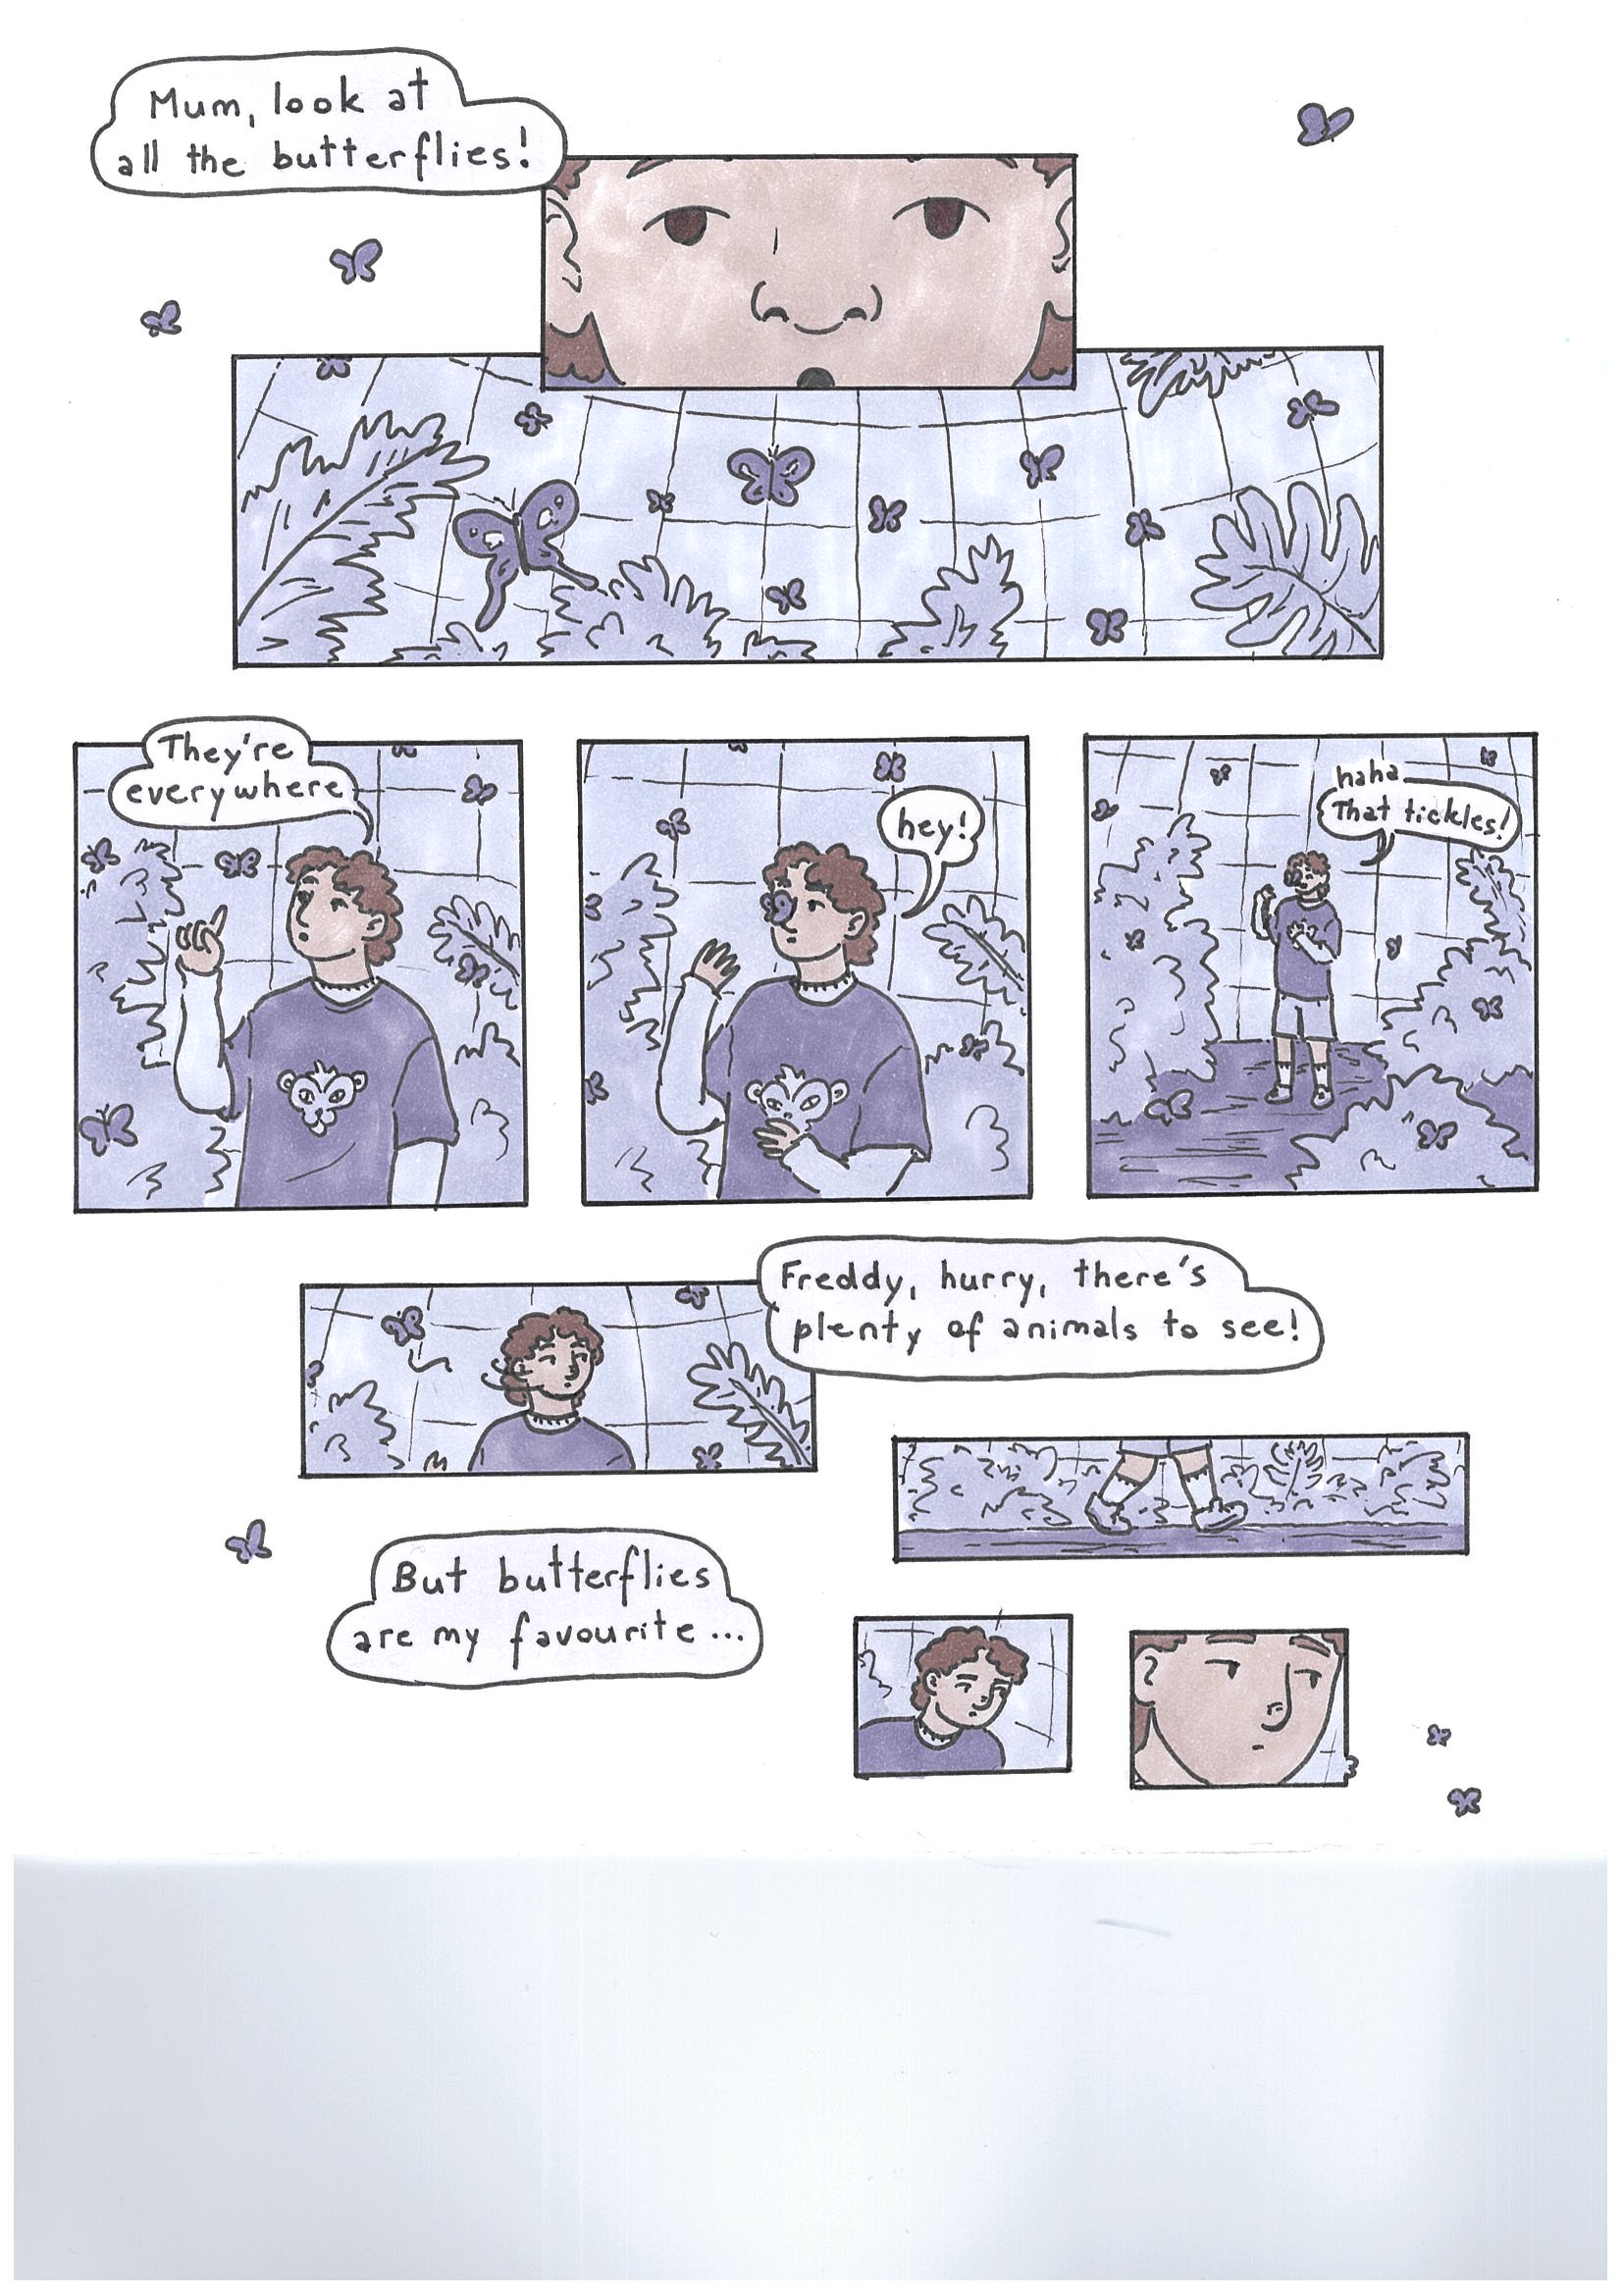 Mum, look at
all the butterflies!
They're
everywhere
hey!
haha
That tickles!
Freddy, hurry, there's
plenty of animals to see!
But butterflies
are my favourite...